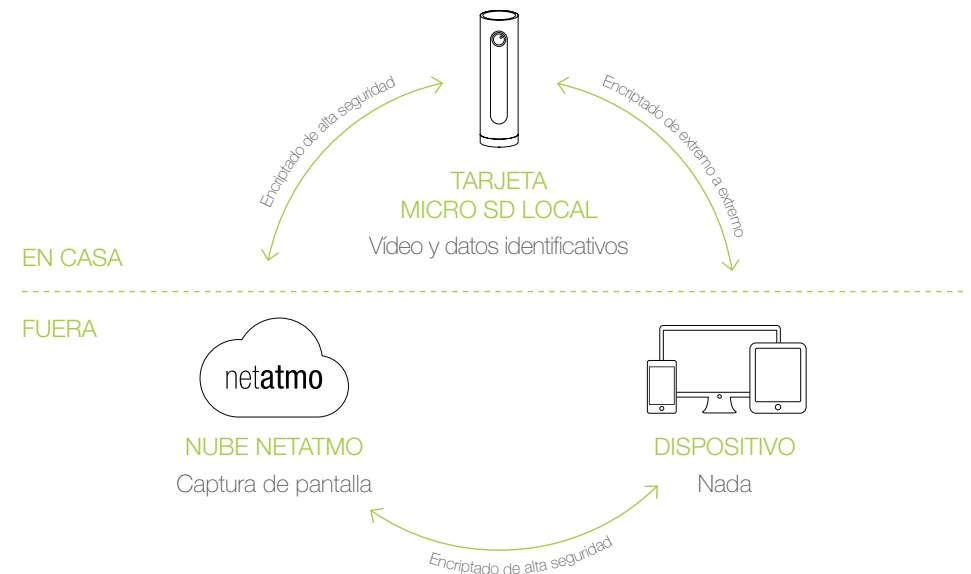 Encriptado de alta seguridad
Encriptado de extremo a extremo
TARJETA
MICRO SD LOCAL
Vídeo y datos identificativos
EN CASA
FUERA
netatmo
NUBE NETATMO
Captura de pantalla
DISPOSITIVO
Nada
Encriptado de alta seguridad